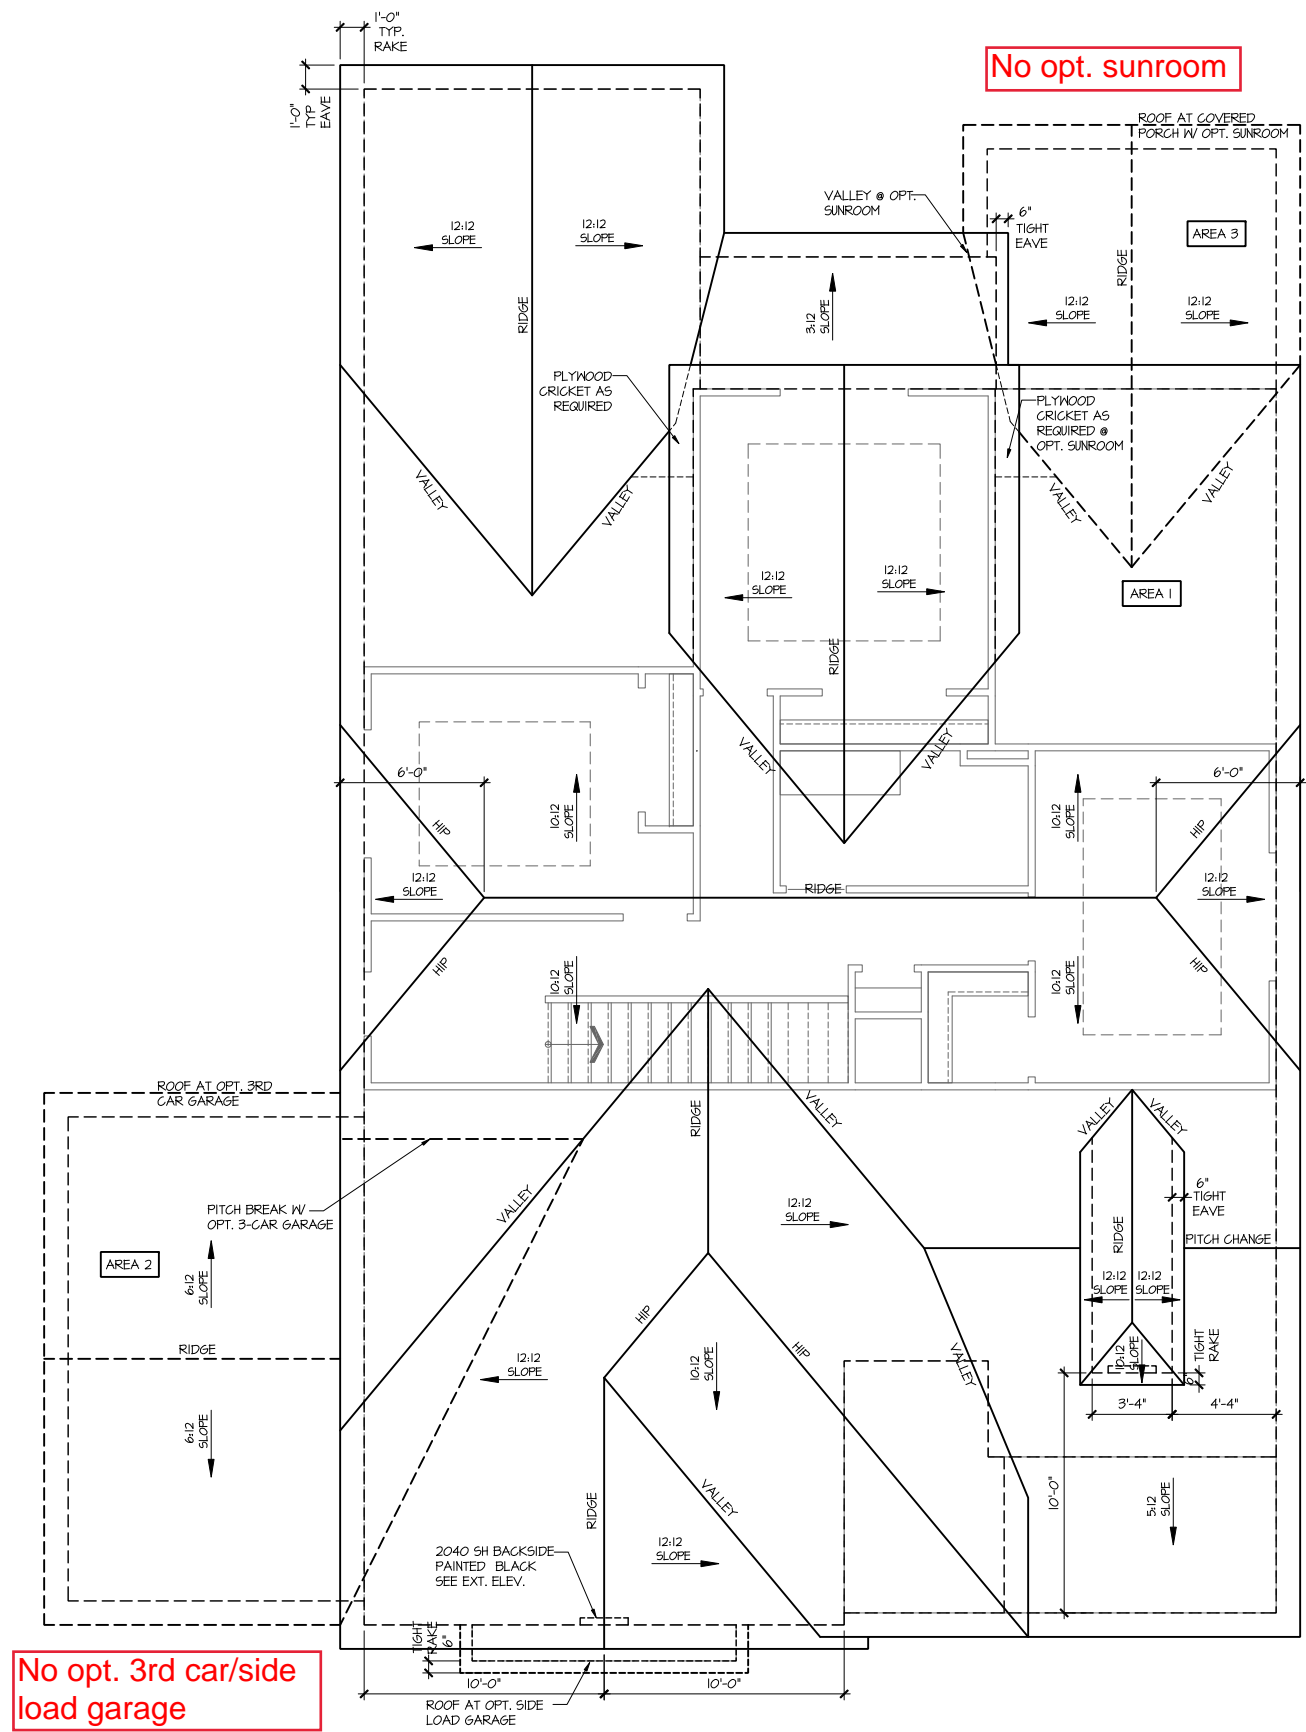 1'-0"
TYP.
RAKE
1'-0"
TYP
EAVE
No opt. sunroom
ROOF AT COVERED
PORCH W/ OPT. SUNROOM
VALLEY @ OPT.
SUNROOM
6"
TIGHT
EAVE
AREA 3
12:12
SLOPE
12:12
SLOPE
RIDGE
3:12
SLOPE
RIDGE
12:12
SLOPE
12:12
SLOPE
PLYWOOD
CRICKET AS
REQUIRED
PLYWOOD
CRICKET AS
REQUIRED @
OPT. SUNROOM
VALLEY
VALLEY
VALLEY
VALLEY
12:12
SLOPE
12:12
SLOPE
AREA 1
RIDGE
VALLEY
VALLEY
6'-0"
6'-0"
HIP
10:12
SLOPE
10:12
SLOPE
HIP
12:12
SLOPE
RIDGE
12:12
SLOPE
HIP
10:12
SLOPE
10:12
SLOPE
HIP
ROOF AT OPT. 3RD
CAR GARAGE
RIDGE
VALLEY
VALLEY
VALLEY
PITCH BREAK W/
OPT. 3-CAR GARAGE
VALLEY
12:12
SLOPE
6"
TIGHT
EAVE
RIDGE
PITCH CHANGE
AREA 2
6:12
SLOPE
12:12
SLOPE
12:12
SLOPE
HIP
HIP
RIDGE
12:12
SLOPE
10:12
SLOPE
VALLEY
10:12
SLOPE
6"
TIGHT
RAKE
3'-4"
4'-4"
6:12
SLOPE
VALLEY
10'-0"
5:12
SLOPE
RIDGE
2040 SH BACKSIDE
PAINTED BLACK
SEE EXT. ELEV.
12:12
SLOPE
TIGHT
RAKE
6"
No opt. 3rd car/side
load garage
10'-0"
10'-0"
ROOF AT OPT. SIDE
LOAD GARAGE